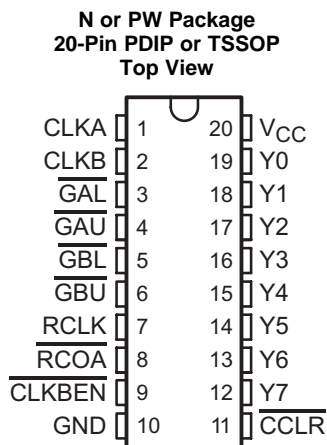 N or PW Package
20-Pin PDIP or TSSOP
Top View
CLKA 1 20 VCC
CLKB 2 19 Y0
GAL 3 18 Y1
GAU 4 17 Y2
GBL 5 16 Y3
GBU 6 15 Y4
RCLK 7 14 Y5
RCOA 8 13 Y6
CLKBEN 9 12 Y7
GND 10 11 CCLR